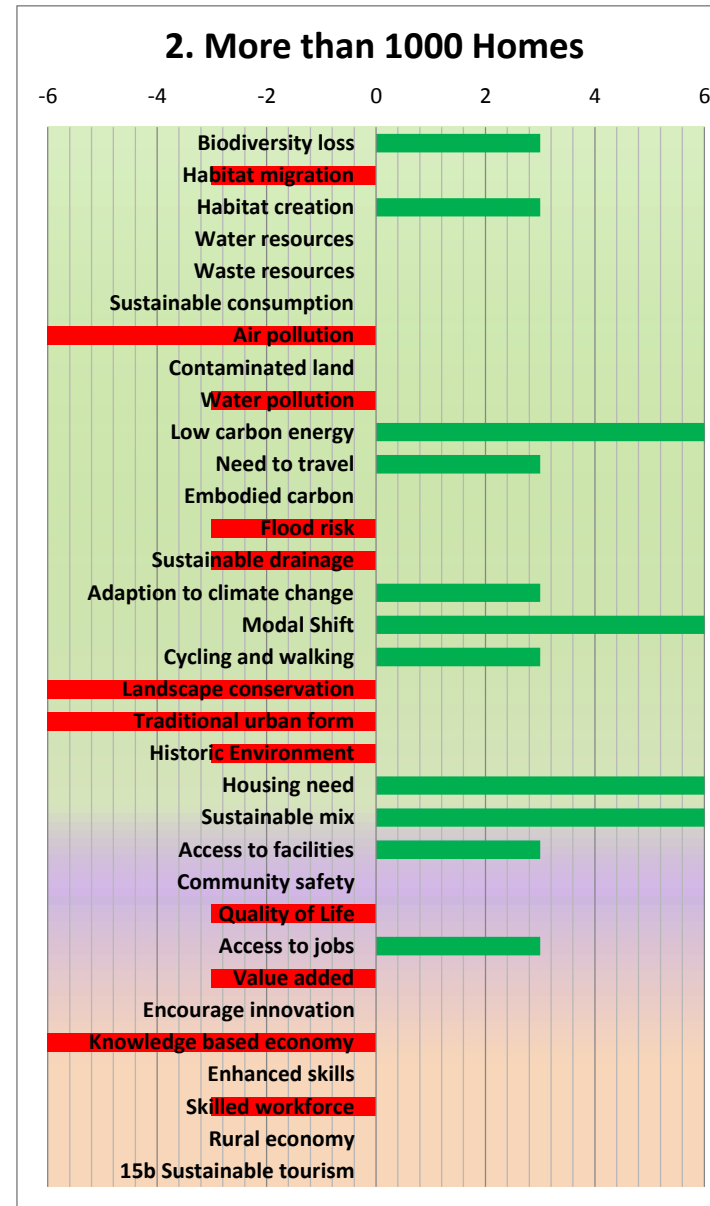 2. More than 1000 Homes
-6 -4 -2 0 2 4 6
Biodiversity loss
Habitat migration
Habitat creation
Water resources
Waste resources
Sustainable consumption
Air pollution
Contaminated land
Water pollution
Low carbon energy
Need to travel
Embodied carbon
Flood risk
Sustainable drainage
Adaption to climate change
Modal Shift
Cycling and walking
Landscape conservation
Traditional urban form
Historic Environment
Housing need
Sustainable mix
Access to facilities
Community safety
Quality of Life
Access to jobs
Value added
Encourage innovation
Knowledge based economy
Enhanced skills
Skilled workforce
Rural economy
15b Sustainable tourism